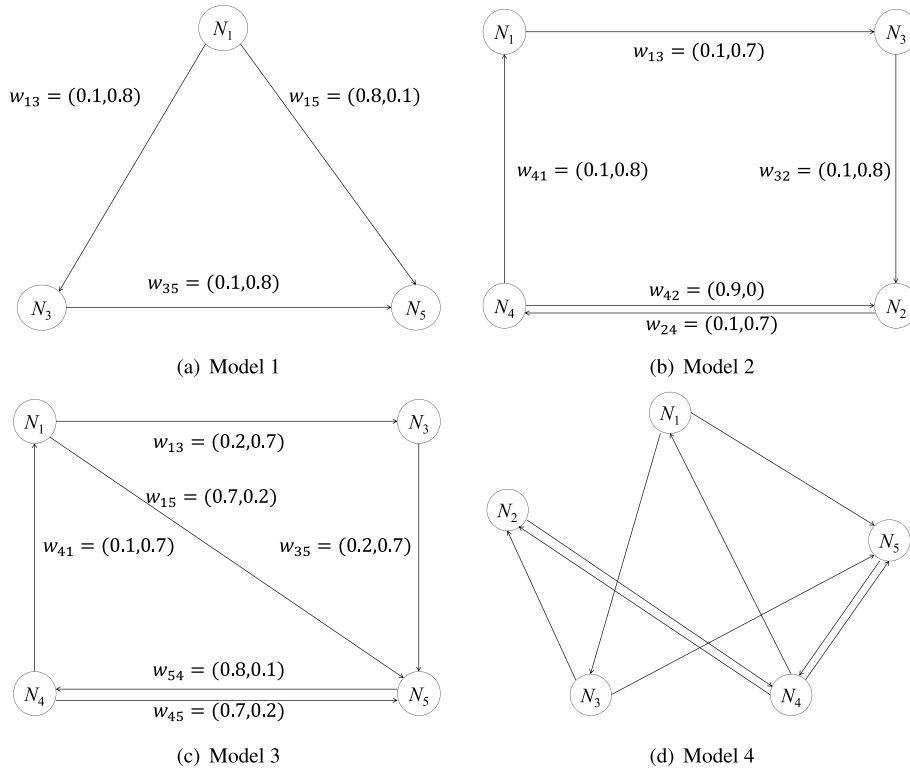 N₁
w₁₃ = (0.1,0.8)
w₁₅ = (0.8,0.1)
w₃₅ = (0.1,0.8)
N₃
N₅
(a) Model 1
N₁
N₃
w₁₃ = (0.1,0.7)
w₄₁ = (0.1,0.8)
w₃₂ = (0.1,0.8)
w₄₂ = (0.9,0)
N₄
N₂
w₂₄ = (0.1,0.7)
(b) Model 2
N₁
N₃
w₁₃ = (0.2,0.7)
w₁₅ = (0.7,0.2)
w₄₁ = (0.1,0.7)
w₃₅ = (0.2,0.7)
w₅₄ = (0.8,0.1)
N₄
N₅
w₄₅ = (0.7,0.2)
(c) Model 3
N₁
N₂
N₅
N₃
N₄
(d) Model 4